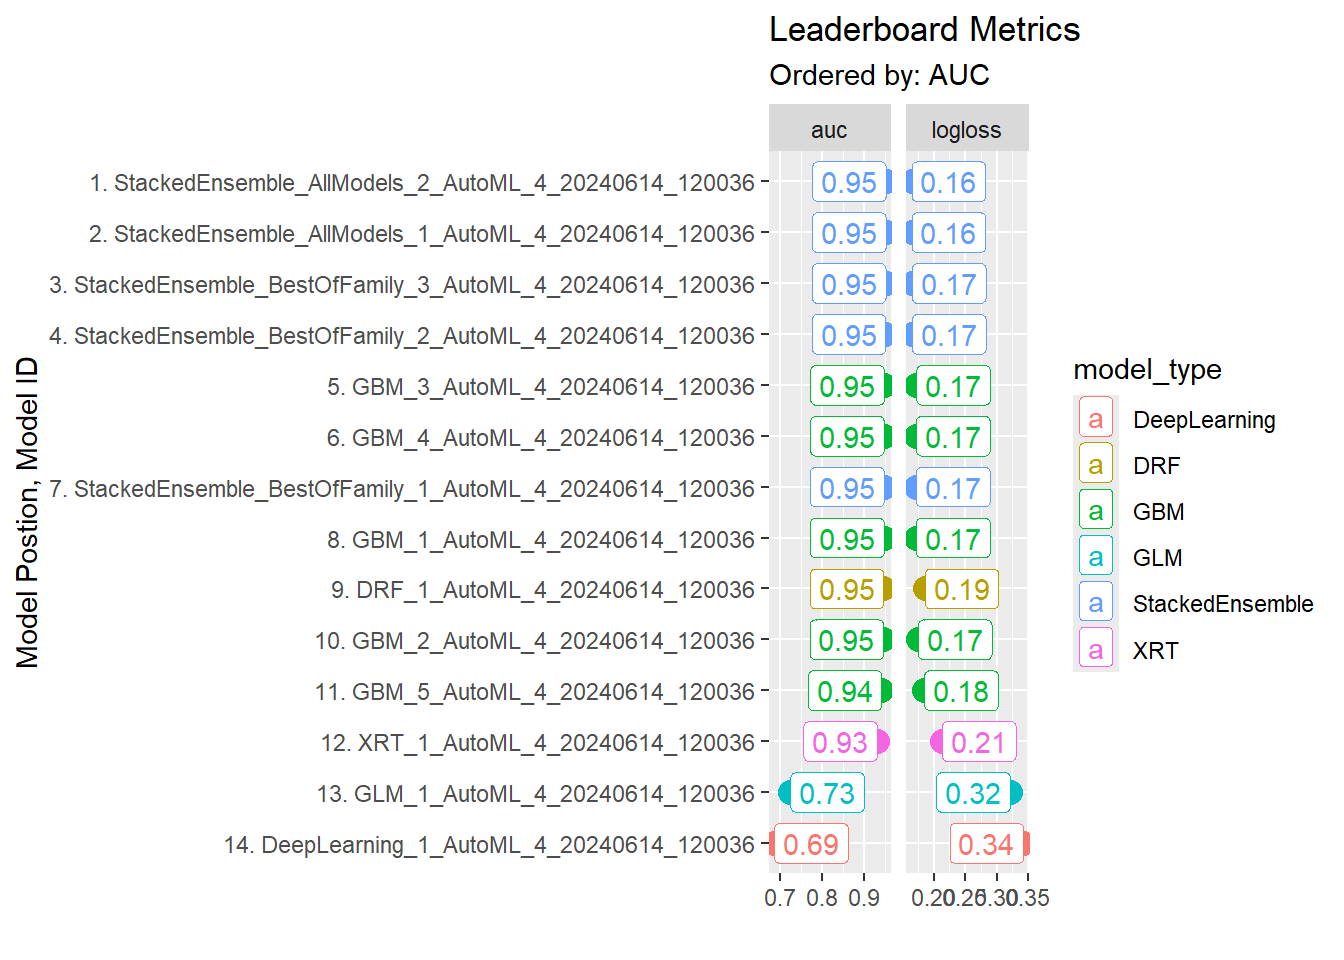 Leaderboard Metrics
Ordered by: AUC
auc logloss
Model Postion, Model ID
1. StackedEnsemble_AllModels_2_AutoML_4_20240614_120036 0.95 0.16
2. StackedEnsemble_AllModels_1_AutoML_4_20240614_120036 0.95 0.16
3. StackedEnsemble_BestOfFamily_3_AutoML_4_20240614_120036 0.95 0.17
4. StackedEnsemble_BestOfFamily_2_AutoML_4_20240614_120036 0.95 0.17
5. GBM_3_AutoML_4_20240614_120036 0.95 0.17
6. GBM_4_AutoML_4_20240614_120036 0.95 0.17
7. StackedEnsemble_BestOfFamily_1_AutoML_4_20240614_120036 0.95 0.17
8. GBM_1_AutoML_4_20240614_120036 0.95 0.17
9. DRF_1_AutoML_4_20240614_120036 0.95 0.19
10. GBM_2_AutoML_4_20240614_120036 0.95 0.17
11. GBM_5_AutoML_4_20240614_120036 0.94 0.18
12. XRT_1_AutoML_4_20240614_120036 0.93 0.21
13. GLM_1_AutoML_4_20240614_120036 0.73 0.32
14. DeepLearning_1_AutoML_4_20240614_120036 0.69 0.34
0.7 0.8 0.9 0.20 0.25 0.30 0.35
model_type
a DeepLearning
a DRF
a GBM
a GLM
a StackedEnsemble
a XRT